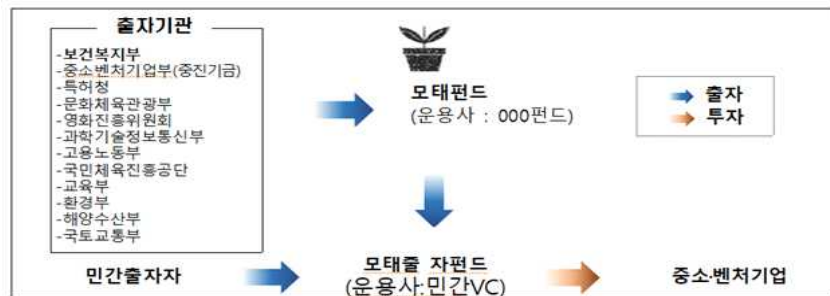 출자기관
-보건복지부
-중소벤처기업부(중진기금)
-특허청
-문화체육관광부
-영화진흥위원회
-과학기술정보통신부
-고용노동부
-국민체육진흥공단
-교육부
-환경부
-해양수산부
-국토교통부
모태펀드
(운용사 : 000펀드)
출자
투자
민간출자자
모태출 자펀드
(운용사:민간VC)
중소·벤처기업